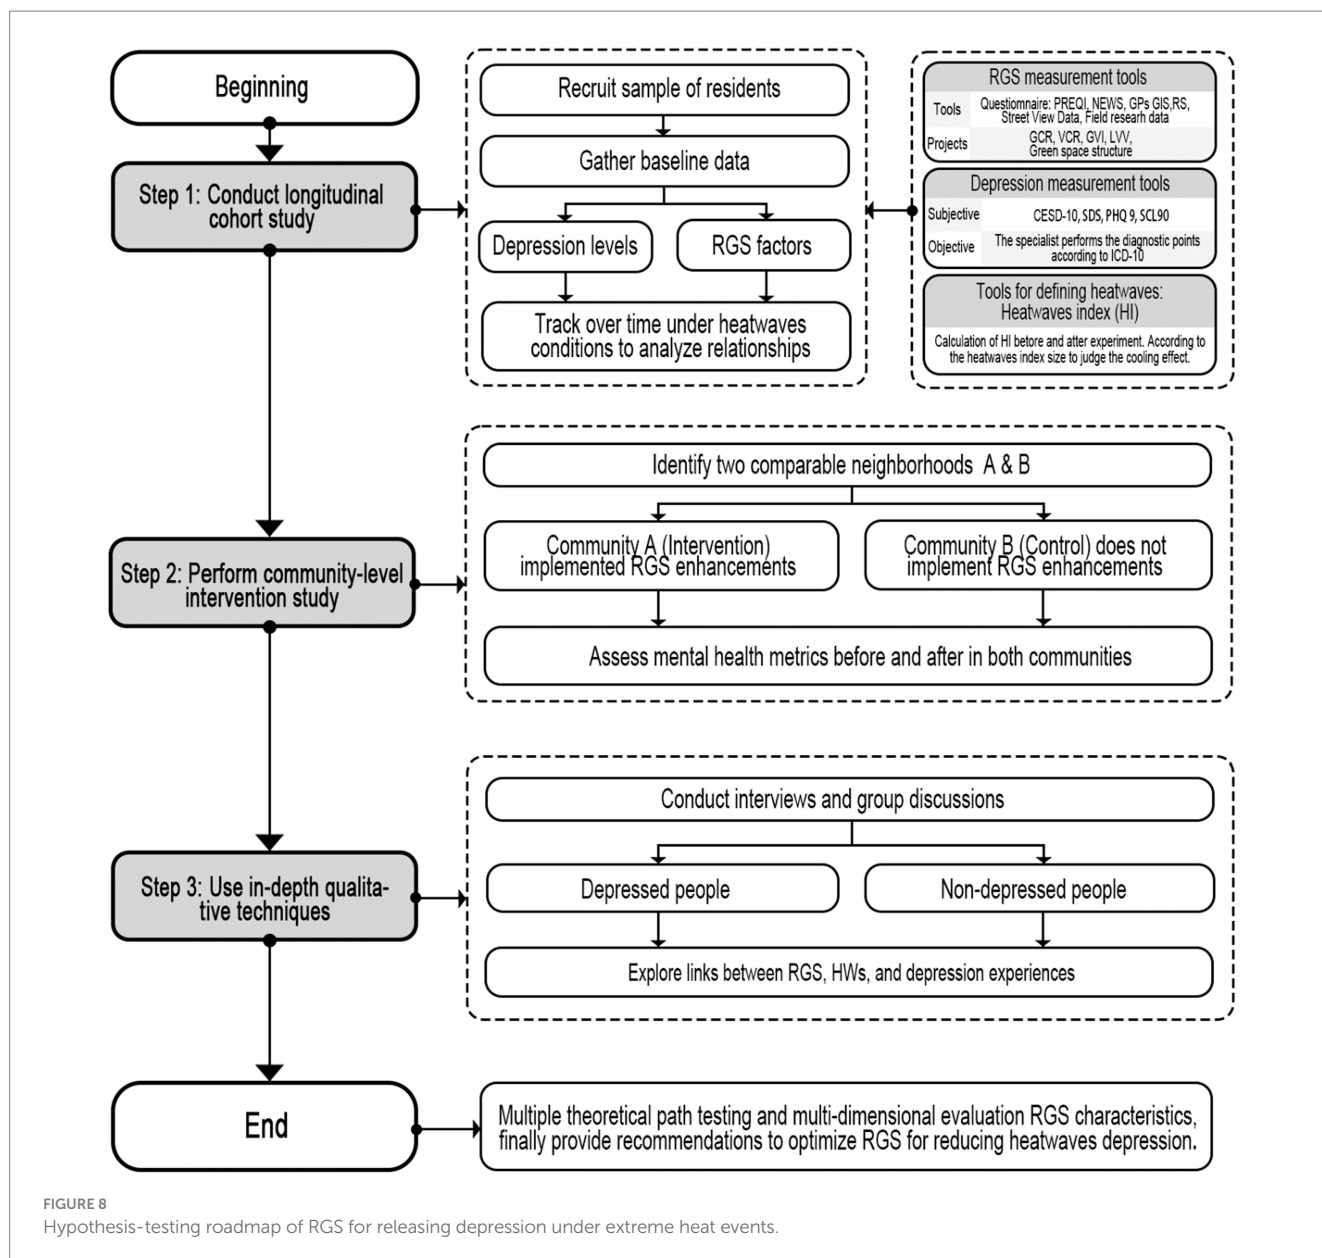 Beginning
Step 1: Conduct longitudinal
cohort study
Recruit sample of residents
Gather baseline data
Depression levels
RGS factors
Track over time under heatwaves
conditions to analyze relationships
RGS measurement tools
Tools
Questionnaire: PREQI, NEWS, GPs GIS,RS,
Street View Data, Field researh data
Projects
GCR, VCR, GVI, LVV,
Green space structure
Depression measurement tools
Subjective
CESD-10, SDS, PHQ 9, SCL90
Objective
The specialist performs the diagnostic points
according to ICD-10
Tools for defining heatwaves:
Heatwaves index (HI)
Calculation of HI before and atter experiment. According to
the heatwaves index size to judge the cooling effect.
Step 2: Perform community-level
intervention study
Identify two comparable neighborhoods A & B
Community A (Intervention)
implemented RGS enhancements
Community B (Control) does not
implement RGS enhancements
Assess mental health metrics before and after in both communities
Step 3: Use in-depth qualita-
tive techniques
Conduct interviews and group discussions
Depressed people
Non-depressed people
Explore links between RGS, HWs, and depression experiences
End
Multiple theoretical path testing and multi-dimensional evaluation RGS characteristics,
finally provide recommendations to optimize RGS for reducing heatwaves depression.
FIGURE 8
Hypothesis-testing roadmap of RGS for releasing depression under extreme heat events.